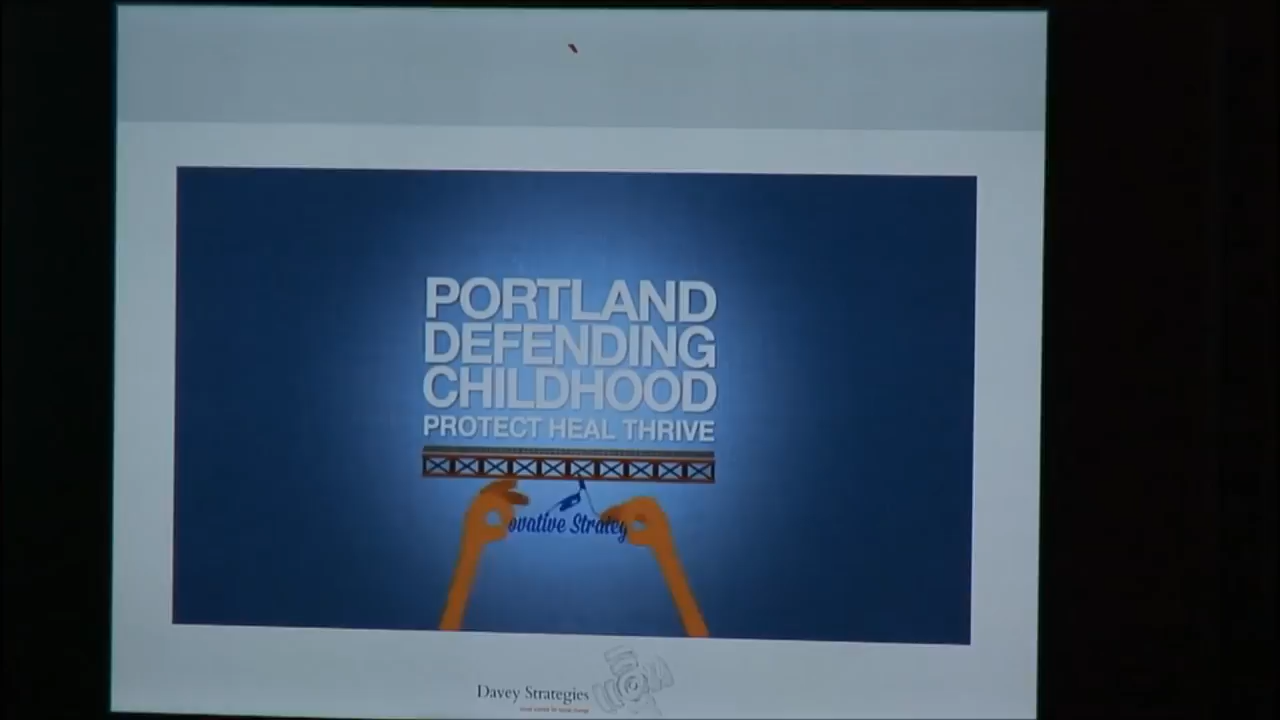 PORTLAND
DEFENDING
CHILDHOOD
PROTECT HEAL THRIVE
ovative Strateg
Davey Strategies